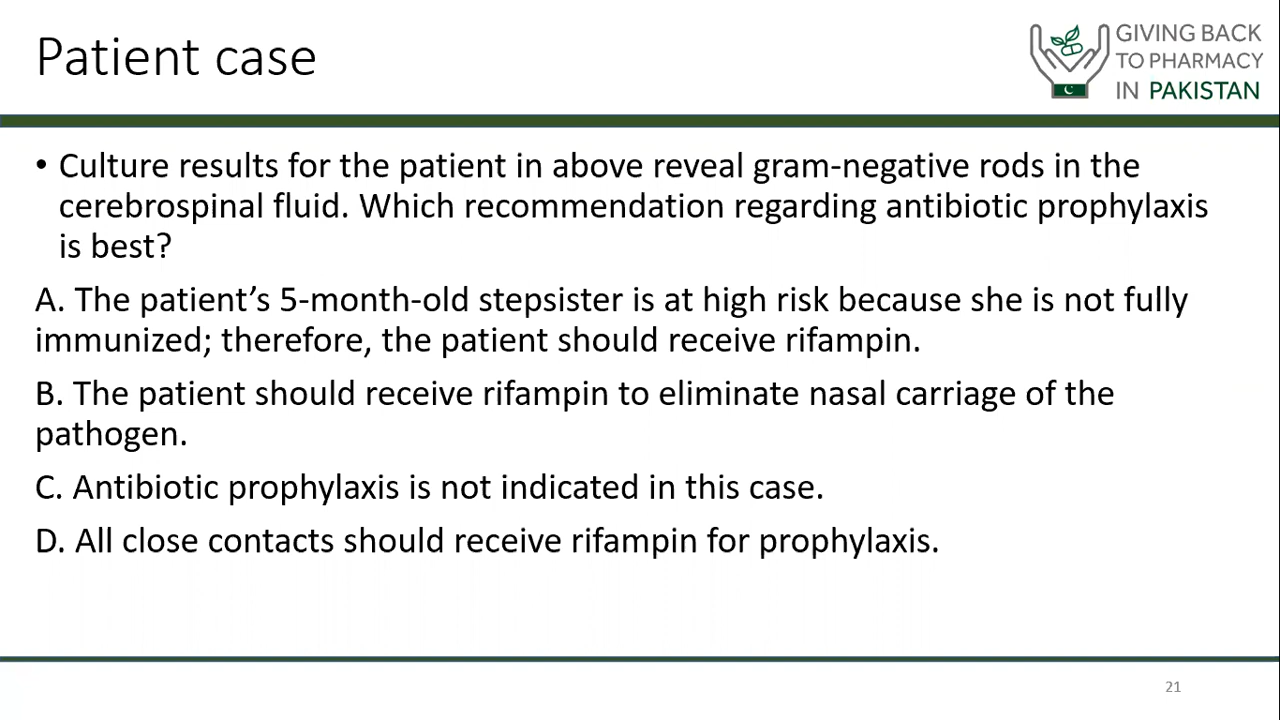 Patient case
GIVING BACK
TO PHARMACY
IN PAKISTAN
• Culture results for the patient in above reveal gram-negative rods in the
cerebrospinal fluid. Which recommendation regarding antibiotic prophylaxis
is best?
A. The patient’s 5-month-old stepsister is at high risk because she is not fully
immunized; therefore, the patient should receive rifampin.
B. The patient should receive rifampin to eliminate nasal carriage of the
pathogen.
C. Antibiotic prophylaxis is not indicated in this case.
D. All close contacts should receive rifampin for prophylaxis.
21